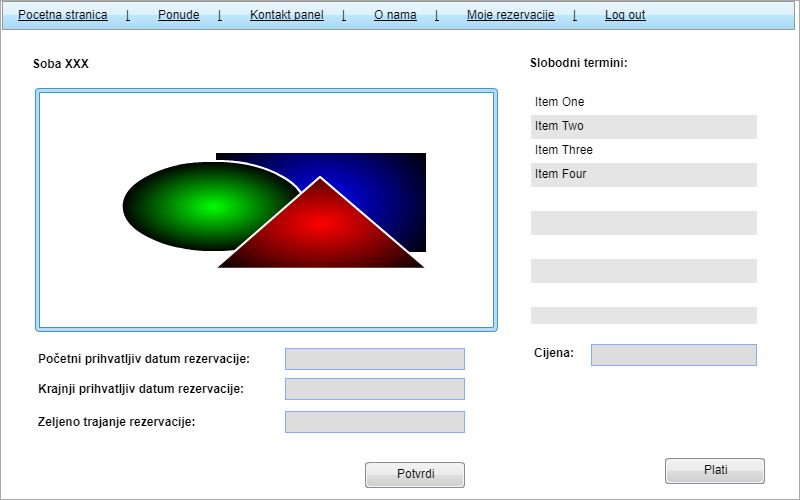 Pocetna stranica | Ponude | Kontakt panel | O nama | Moje rezervacije | Log out
Soba XXX
Početni prihvatljiv datum rezervacije:
Krajnji prihvatljiv datum rezervacije:
Zeljeno trajanje rezervacije:
Potvrdi
Slobodni termini:
Item One
Item Two
Item Three
Item Four
Cijena:
Plati